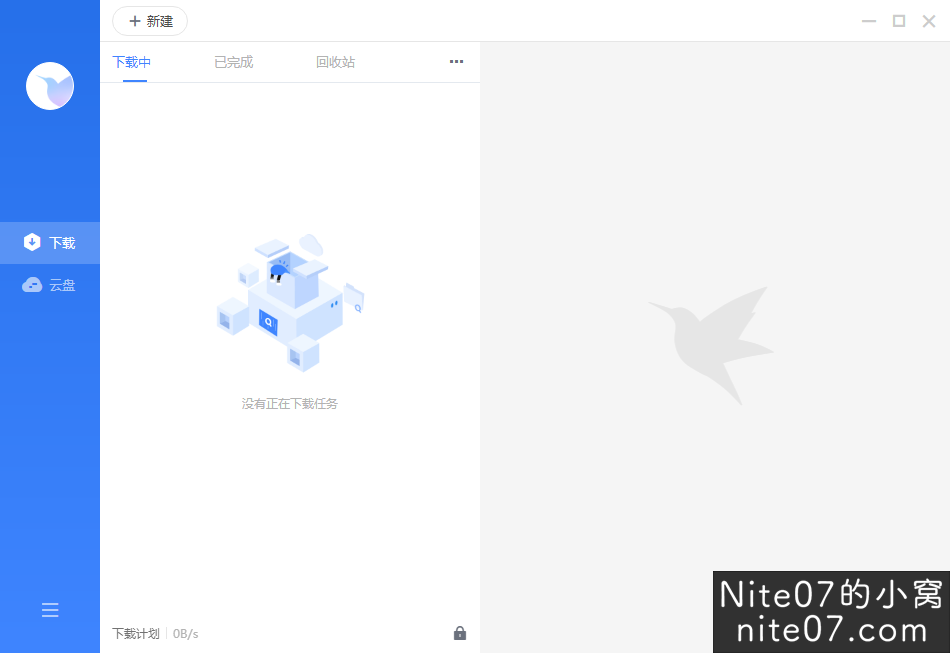 新建
下载中 已完成 回收站
下载
云盘
没有正在下载任务
下载计划 0B/s
Nite07的小窝
nite07.com